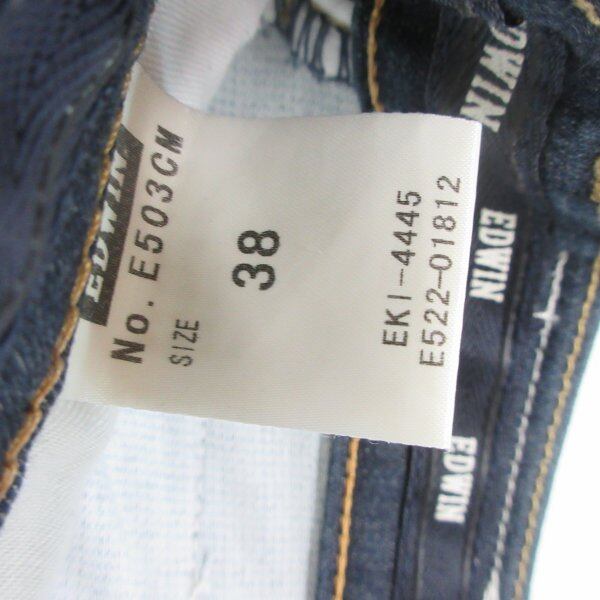 EDWIN
No. E503CM
SIZE
38
EKI-4445
E522-01812
EDWIN
EDWIN
EDWIN